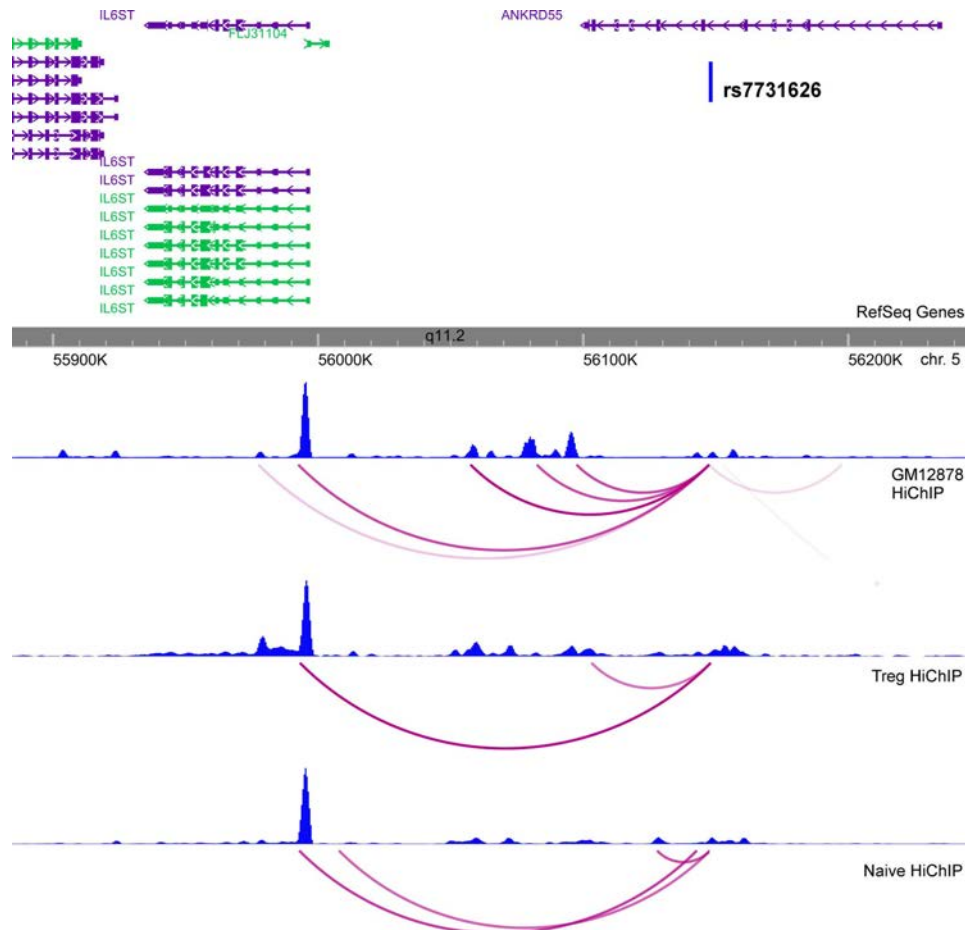 IL6ST
ANKRD55
FLJ31104
rs7731626
IL6ST
IL6ST
IL6ST
IL6ST
IL6ST
IL6ST
IL6ST
IL6ST
IL6ST
RefSeq Genes
q11.2
55900K 56000K 56100K 56200K chr. 5
GM12878
HiChIP
Treg HiChIP
Naive HiChIP